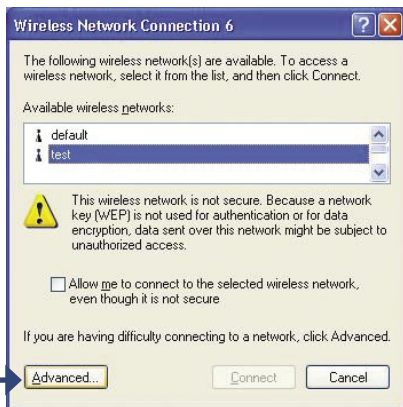 Wireless Network Connection 6
The following wireless network(s) are available. To access a
wireless network, select it from the list, and then click Connect.
Available wireless networks:
default
test
This wireless network is not secure. Because a network
key (WEP) is not used for authentication or for data
encryption, data sent over this network might be subject to
unauthorized access.
Allow me to connect to the selected wireless network,
even though it is not secure
If you are having difficulty connecting to a network, click Advanced.
Advanced... Connect Cancel